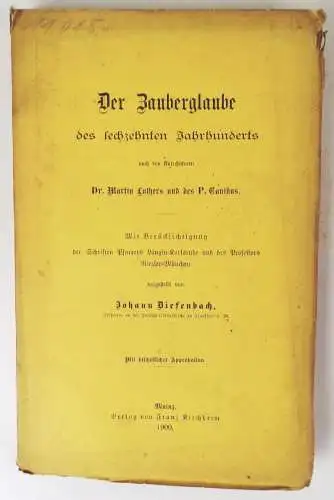 Der Zauberglaube
des sechzehnten Jahrhunderts
nach den Katechismen
Dr. Martin Luthers und des P. Canisius.
Mit Berücksichtigung
der Schriften Pfarrers Längin-Karlsruhe und des Professors
Riezler-München
dargestellt von
Johann Diefenbach,
Mit bischöflicher Approbation.
Mainz,
Verlag von Franz Kirchheim
1900.